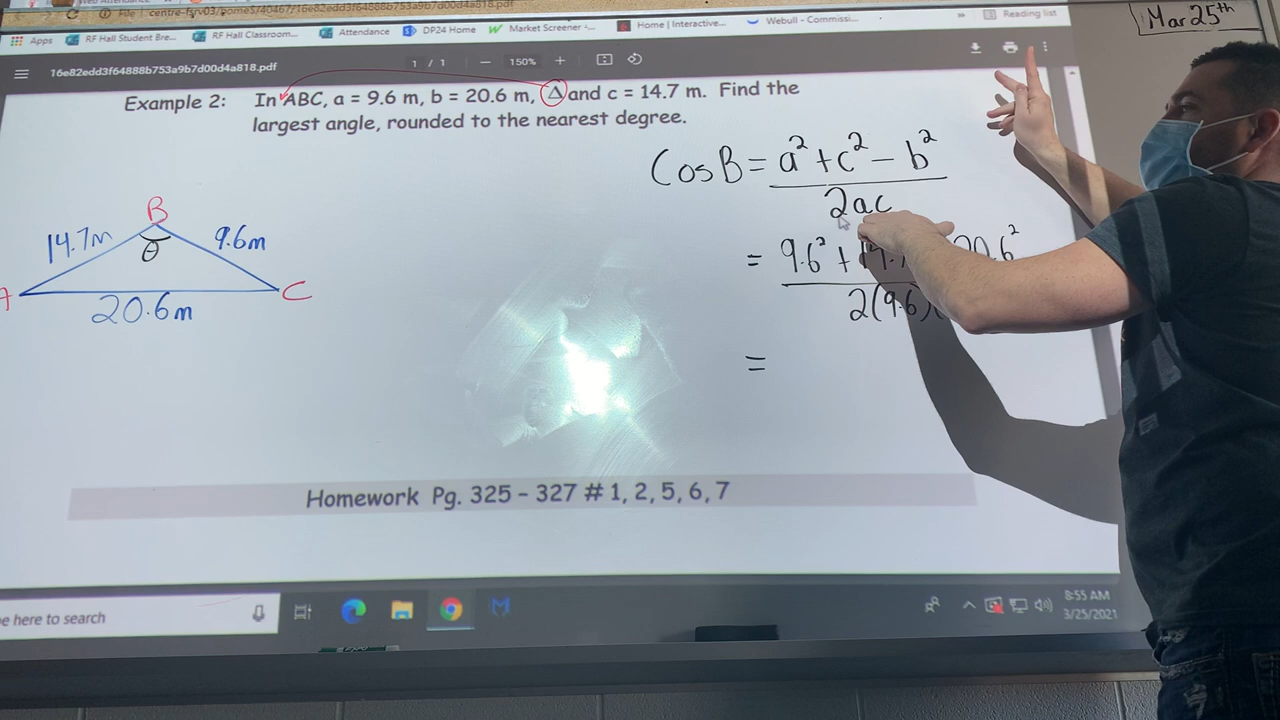 16e82edd3f64888b753a9b7d00d4a818.pdf
Mar 25th
Apps RF Hall Student Bre... RF Hall Classroom... Attendance DP24 Home Market Screener -... Home | Interactive... Webull - Commissi... » Reading list
16e82edd3f64888b753a9b7d00d4a818.pdf 1 / 1 — 150% +
Example 2: In ABC, a = 9.6 m, b = 20.6 m, Δ and c = 14.7 m. Find the
largest angle, rounded to the nearest degree.
Cos B = a² + c² − b²
2ac
B
14.7m 9.6m
θ
= 9.6² + 20.6²
2(9.6)
A C
20.6m
=
Homework Pg. 325 - 327 # 1, 2, 5, 6, 7
e here to search
8:55 AM
3/25/2021